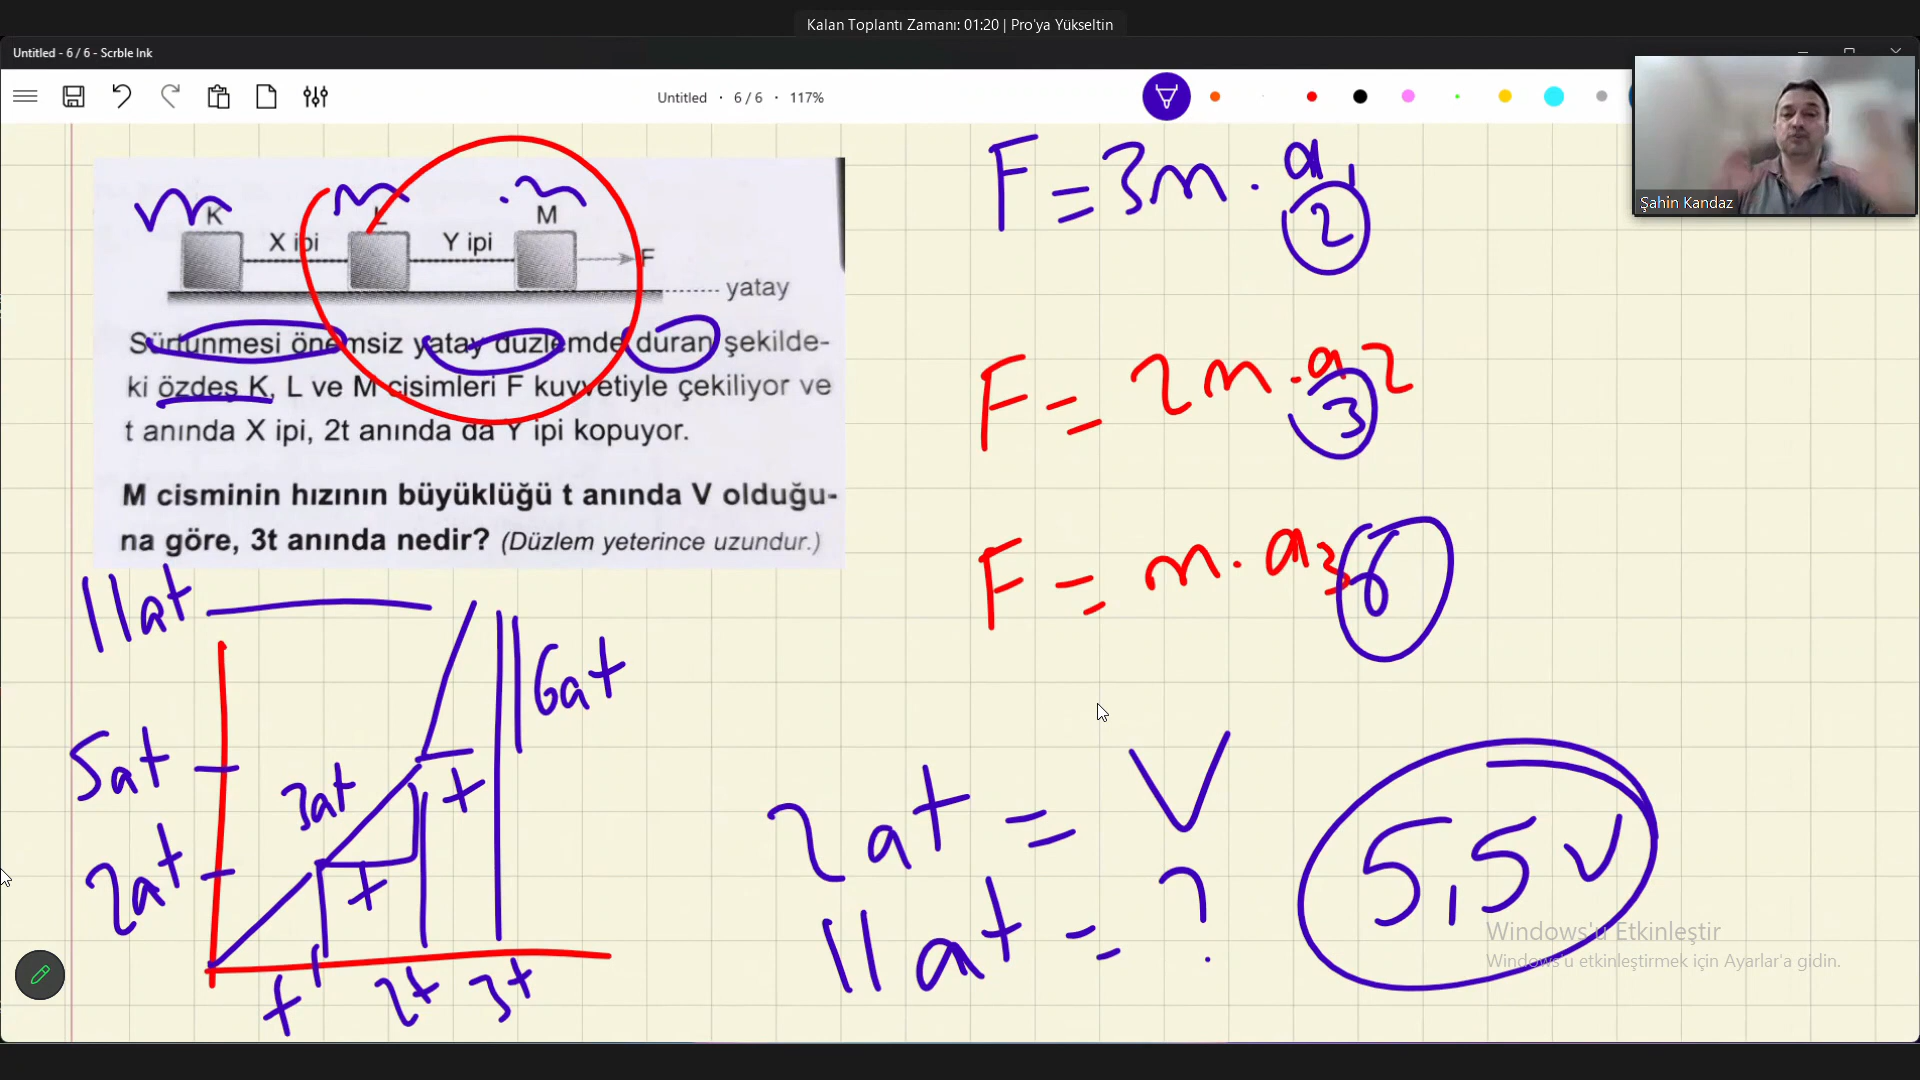 Kalan Toplantı Zamanı: 01:20 | Pro'ya Yükseltin
Untitled - 6 / 6 - Scrble Ink
Untitled · 6 / 6 · 117%
Şahin Kandaz
m m m
K L M
X ipi Y ipi F
yatay
Sürtünmesi önemsiz yatay düzlemde duran şekilde-
ki özdeş K, L ve M cisimleri F kuvvetiyle çekiliyor ve
t anında X ipi, 2t anında da Y ipi kopuyor.
M cisminin hızının büyüklüğü t anında V olduğu-
na göre, 3t anında nedir? (Düzlem yeterince uzundur.)
F = 3m . a1
2
F = 2m . a2
3
F = m . a3
6
11at
6at
5at
3at
t
2at
t
t 2t 3t
2at = V
11at = ?
5,5V
Windows'u Etkinleştir
Windows'u etkinleştirmek için Ayarlar'a gidin.